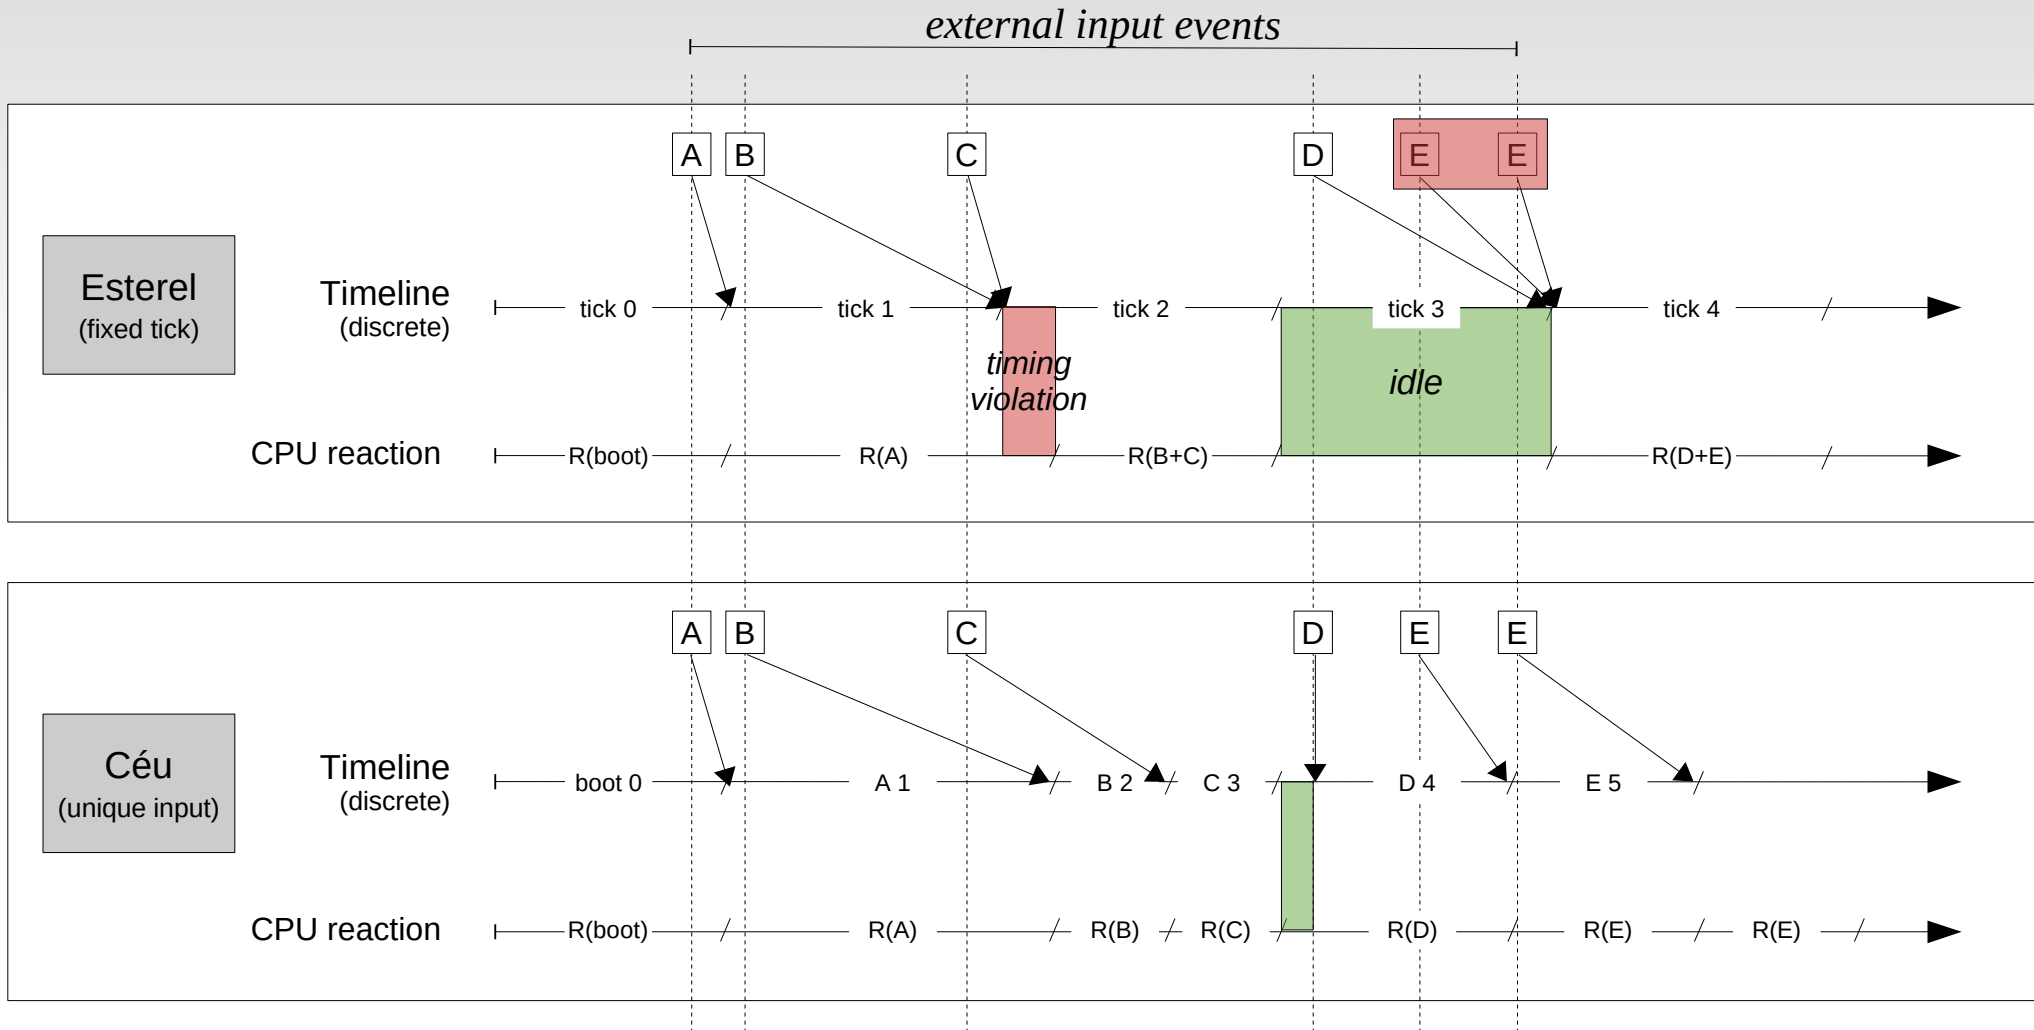 external input events
A B C D E E
Esterel
(fixed tick)
Timeline
(discrete)
tick 0 tick 1 tick 2 tick 3 tick 4
timing
violation
idle
CPU reaction
R(boot) R(A) R(B+C) R(D+E)
A B C D E E
Céu
(unique input)
Timeline
(discrete)
boot 0 A 1 B 2 C 3 D 4 E 5
CPU reaction
R(boot) R(A) R(B) R(C) R(D) R(E) R(E)